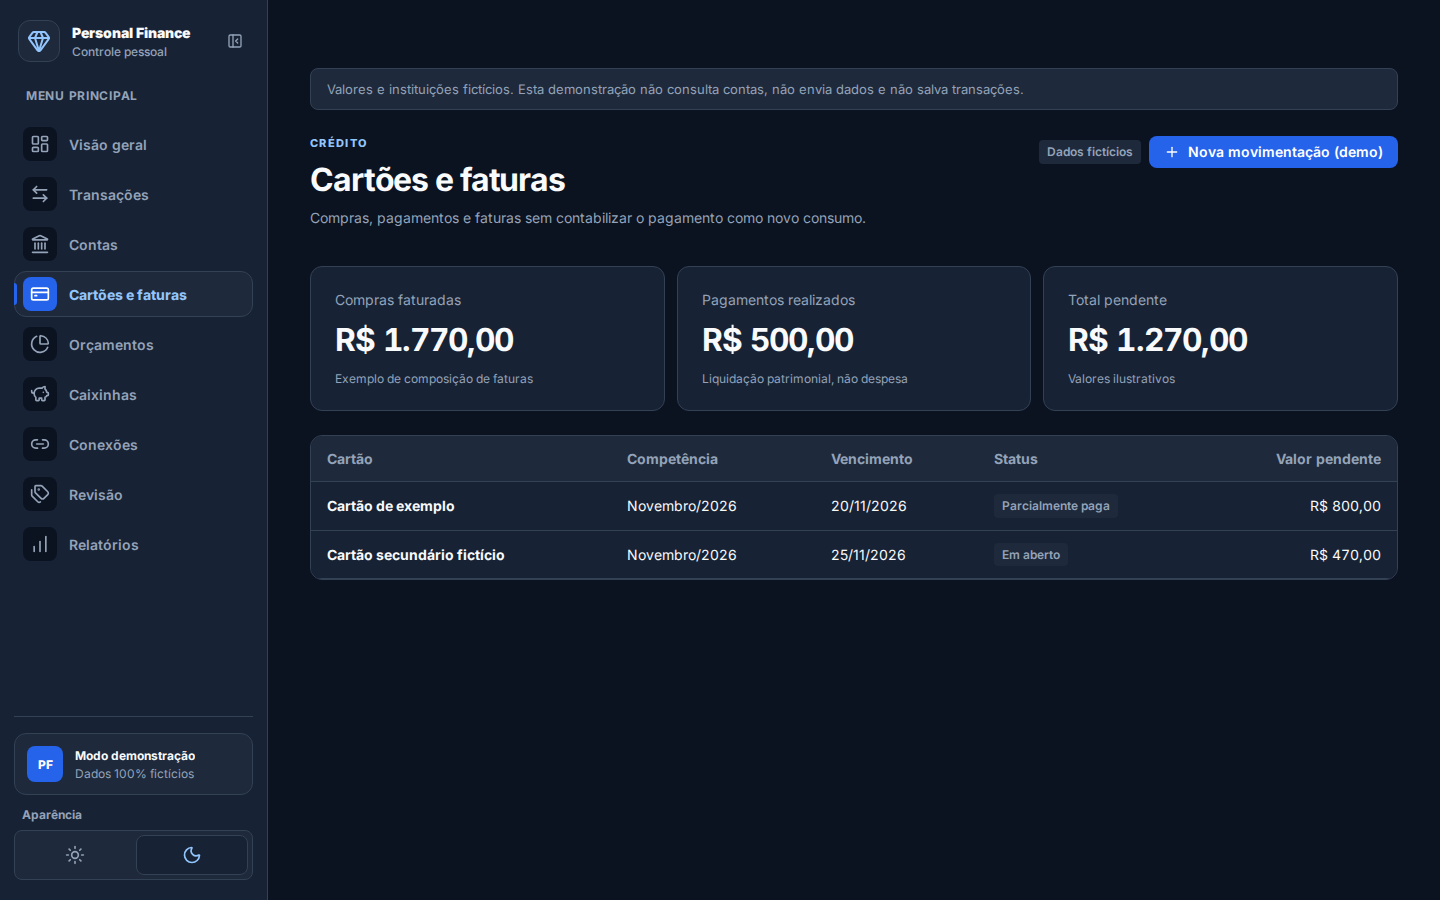 Personal Finance
Controle pessoal
MENU PRINCIPAL
Visão geral
Transações
Contas
Cartões e faturas
Orçamentos
Caixinhas
Conexões
Revisão
Relatórios
PF
Modo demonstração
Dados 100% fictícios
Aparência
Valores e instituições fictícios. Esta demonstração não consulta contas, não envia dados e não salva transações.
CRÉDITO
Cartões e faturas
Compras, pagamentos e faturas sem contabilizar o pagamento como novo consumo.
Dados fictícios
Nova movimentação (demo)
Compras faturadas
R$ 1.770,00
Exemplo de composição de faturas
Pagamentos realizados
R$ 500,00
Liquidação patrimonial, não despesa
Total pendente
R$ 1.270,00
Valores ilustrativos
Cartão Competência Vencimento Status Valor pendente
Cartão de exemplo Novembro/2026 20/11/2026 Parcialmente paga R$ 800,00
Cartão secundário fictício Novembro/2026 25/11/2026 Em aberto R$ 470,00